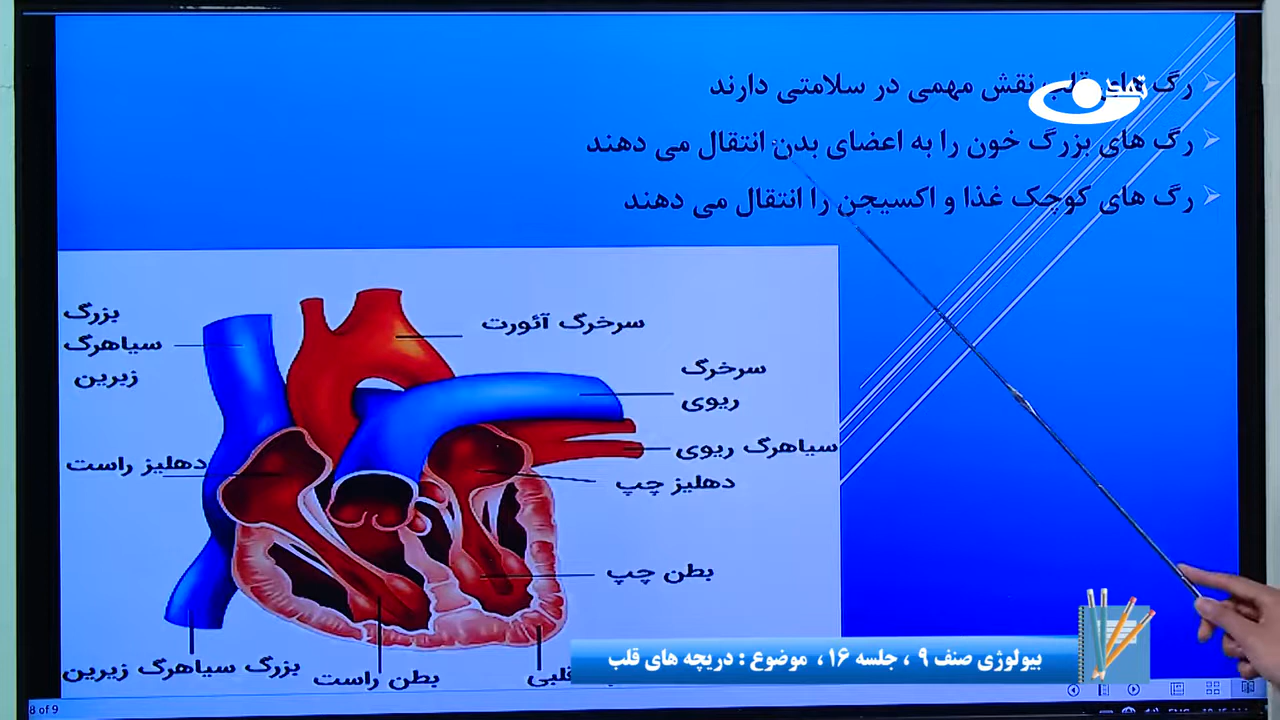 رگ های قلب نقش مهمی در سلامتی دارند
رگ های بزرگ خون را به اعضای بدن انتقال می دهند
رگ های کوچک غذا و اکسیجن را انتقال می دهند
بزرگ
سیاهرگ
زیرین
سرخرگ آئورت
سرخرگ
ریوی
سیاهرگ ریوی
دهلیز راست
دهلیز چپ
بطن چپ
بزرگ سیاهرگ زیرین
بطن راست
قلبی
بیولوژی صنف ۹ ، جلسه ۱۶ ، موضوع : دریچه های قلب
8 of 9